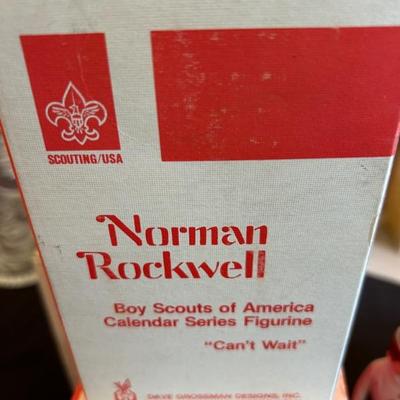 SCOUTING/USA
Norman
Rockwell
Boy Scouts of America
Calendar Series Figurine
"Can't Wait"
DAVE GROSSMAN DESIGNS, INC.